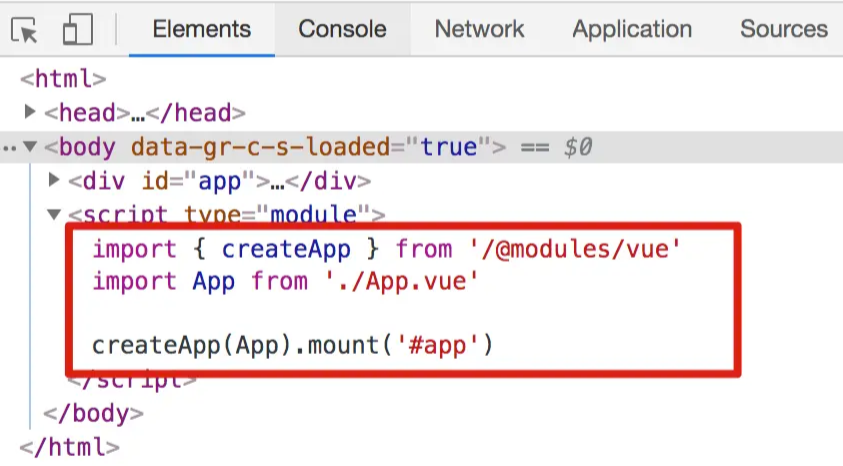 Elements Console Network Application Sources
<html>
▶ <head>…</head>
…▼ <body data-gr-c-s-loaded="true"> == $0
▶ <div id="app">…</div>
▼ <script type="module">
import { createApp } from '/@modules/vue'
import App from './App.vue'
createApp(App).mount('#app')
</script>
</body>
</html>